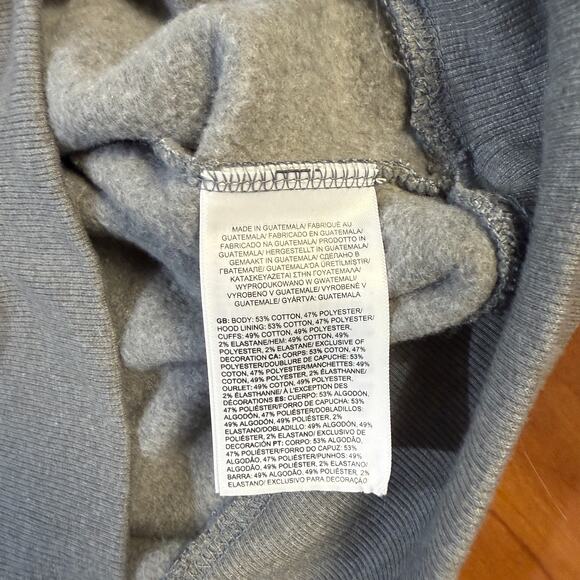 MADE IN GUATEMALA/ FABRIQUÉ AU
GUATEMALA/ FABRICADO EN GUATEMALA/
FABRICADO NA GUATEMALA/ PRODOTTO IN
GUATEMALA/ HERGESTELLT IN GUATEMALA/
GEMAAKT IN GUATEMALA/ СДЕЛАНО В
ГВАТЕМАЛЕ/ GUATEMALA'DA ÜRETİLMİŞTİR/
ΚΑΤΑΣΚΕΥΑΖΕΤΑΙ ΣΤΗ ΓΟΥΑΤΕΜΑΛΑ/
WYPRODUKOWANO W GWATEMALI/
VYROBENO V GUATEMALE/ VYROBENÉ V
GUATEMALE/ GYÁRTVA: GUATEMALA
GB: BODY: 53% COTTON, 47% POLYESTER/
HOOD LINING: 53% COTTON, 47% POLYESTER/
CUFFS: 49% COTTON, 49% POLYESTER,
2% ELASTANE/HEM: 49% COTTON, 49%
POLYESTER, 2% ELASTANE/ EXCLUSIVE OF
DECORATION CA: CORPS: 53% COTON, 47%
POLYESTER/DOUBLURE DE CAPUCHE: 53%
COTON, 47% POLYESTER/MANCHETTES: 49%
COTON, 49% POLYESTER, 2% ÉLASTHANNE/
OURLET: 49% COTON, 49% POLYESTER,
2% ÉLASTHANNE/ À L'EXCEPTION DES
DÉCORATIONS ES: CUERPO: 53% ALGODÓN,
47% POLIÉSTER/FORRO DE CAPUCHA: 53%
ALGODÓN, 47% POLIÉSTER/DOBLADILLOS:
49% ALGODÓN, 49% POLIÉSTER, 2%
ELASTANO/DOBLADILLO: 49% ALGODÓN, 49%
POLIÉSTER, 2% ELASTANO/ EXCLUSIVO DE
DECORACIÓN PT: CORPO: 53% ALGODÃO,
47% POLIÉSTER/FORRO DO CAPUZ: 53%
ALGODÃO, 47% POLIÉSTER/PUNHOS: 49%
ALGODÃO, 49% POLIÉSTER, 2% ELASTANO/
BARRA: 49% ALGODÃO, 49% POLIÉSTER, 2%
ELASTANO/ EXCLUSIVO PARA DECORAÇÃO